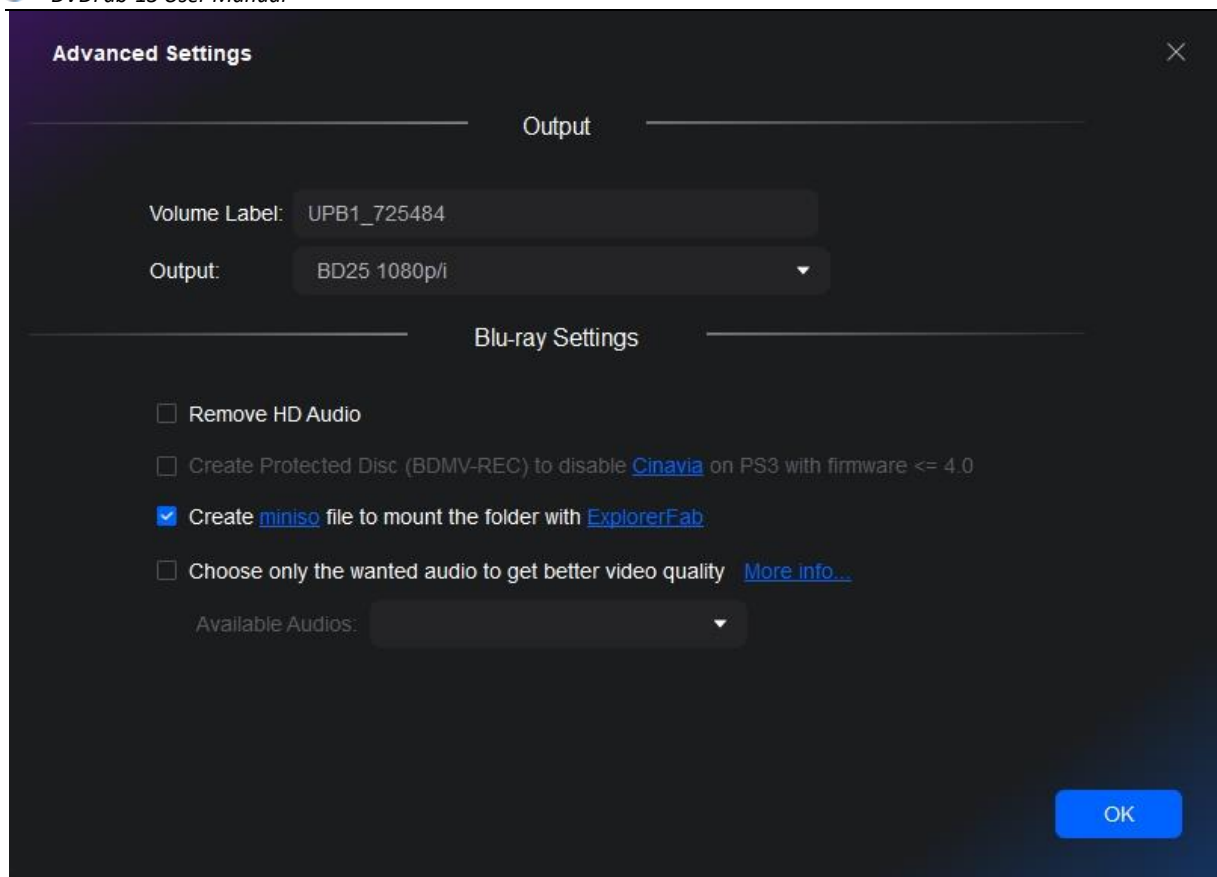 DVDFab 13 User Manual
Advanced Settings
Output
Volume Label: UPB1_725484
Output: BD25 1080p/i
Blu-ray Settings
Remove HD Audio
Create Protected Disc (BDMV-REC) to disable Cinavia on PS3 with firmware <= 4.0
Create miniso file to mount the folder with ExplorerFab
Choose only the wanted audio to get better video quality More info...
Available Audios:
OK